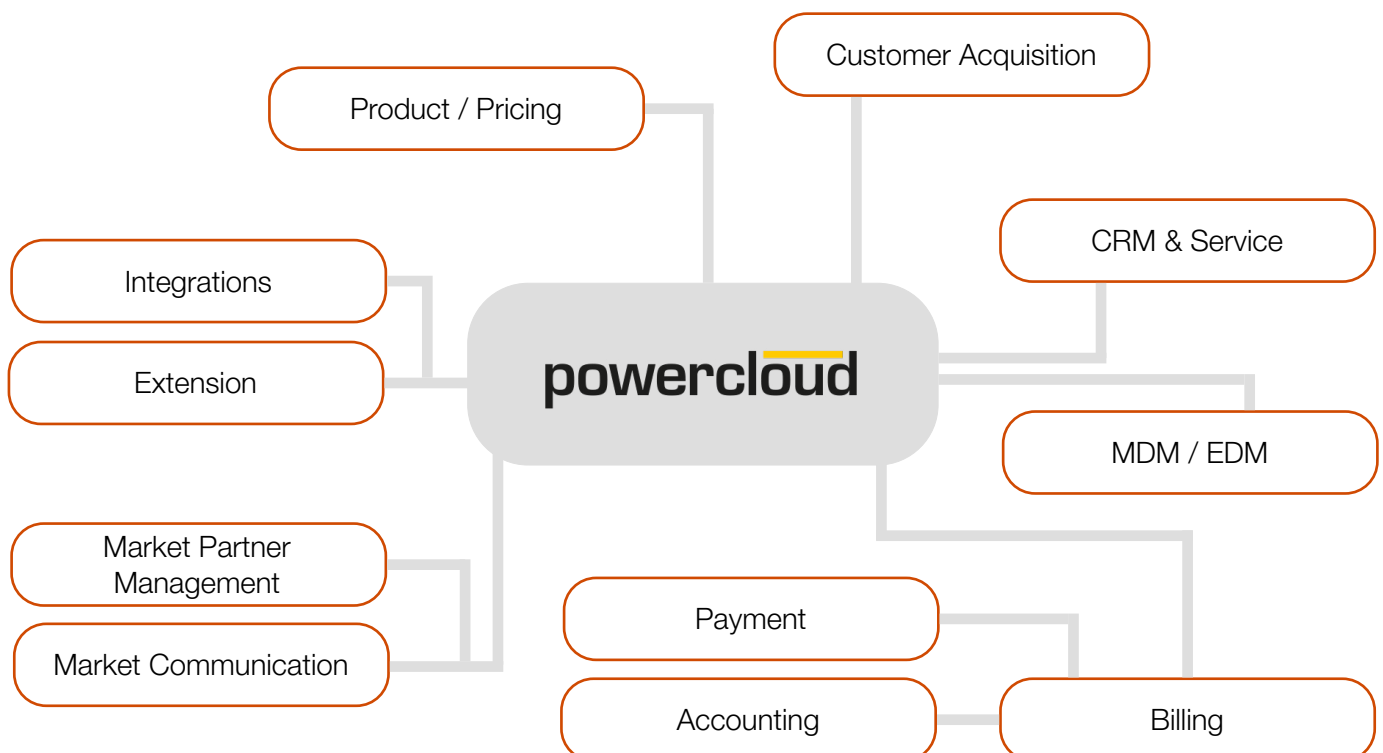 Customer Acquisition
Product / Pricing
CRM & Service
Integrations
Extension
powercloud
MDM / EDM
Market Partner
Management
Market Communication
Payment
Accounting
Billing